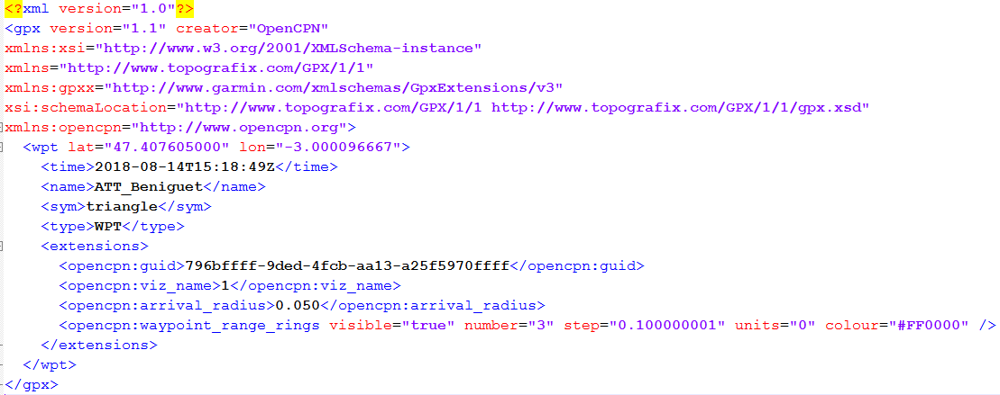 <?xml version="1.0"?>
<gpx version="1.1" creator="OpenCPN"
xmlns:xsi="http://www.w3.org/2001/XMLSchema-instance"
xmlns="http://www.topografix.com/GPX/1/1"
xmlns:gpxx="http://www.garmin.com/xmlschemas/GpxExtensions/v3"
xsi:schemaLocation="http://www.topografix.com/GPX/1/1 http://www.topografix.com/GPX/1/1/gpx.xsd"
xmlns:opencpn="http://www.opencpn.org">
  <wpt lat="47.407605000" lon="-3.000096667">
    <time>2018-08-14T15:18:49Z</time>
    <name>ATT_Beniguet</name>
    <sym>triangle</sym>
    <type>WPT</type>
    <extensions>
      <opencpn:guid>796bffff-9ded-4fcb-aa13-a25f5970ffff</opencpn:guid>
      <opencpn:viz_name>1</opencpn:viz_name>
      <opencpn:arrival_radius>0.050</opencpn:arrival_radius>
      <opencpn:waypoint_range_rings visible="true" number="3" step="0.100000001" units="0" colour="#FF0000" />
    </extensions>
  </wpt>
</gpx>